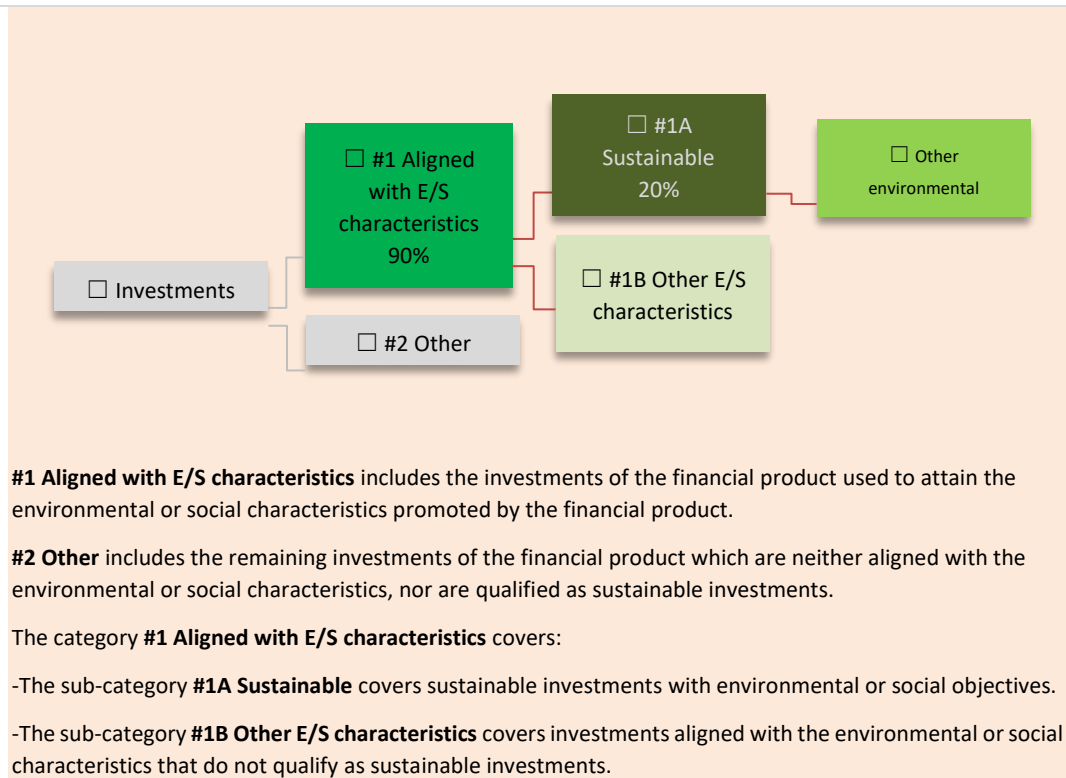 ☐ #1A
Sustainable
20%
☐ Other
environmental
☐ #1 Aligned
with E/S
characteristics
90%
☐ #1B Other E/S
characteristics
☐ Investments
☐ #2 Other
#1 Aligned with E/S characteristics includes the investments of the financial product used to attain the
environmental or social characteristics promoted by the financial product.
#2 Other includes the remaining investments of the financial product which are neither aligned with the
environmental or social characteristics, nor are qualified as sustainable investments.
The category #1 Aligned with E/S characteristics covers:
-The sub-category #1A Sustainable covers sustainable investments with environmental or social objectives.
-The sub-category #1B Other E/S characteristics covers investments aligned with the environmental or social
characteristics that do not qualify as sustainable investments.